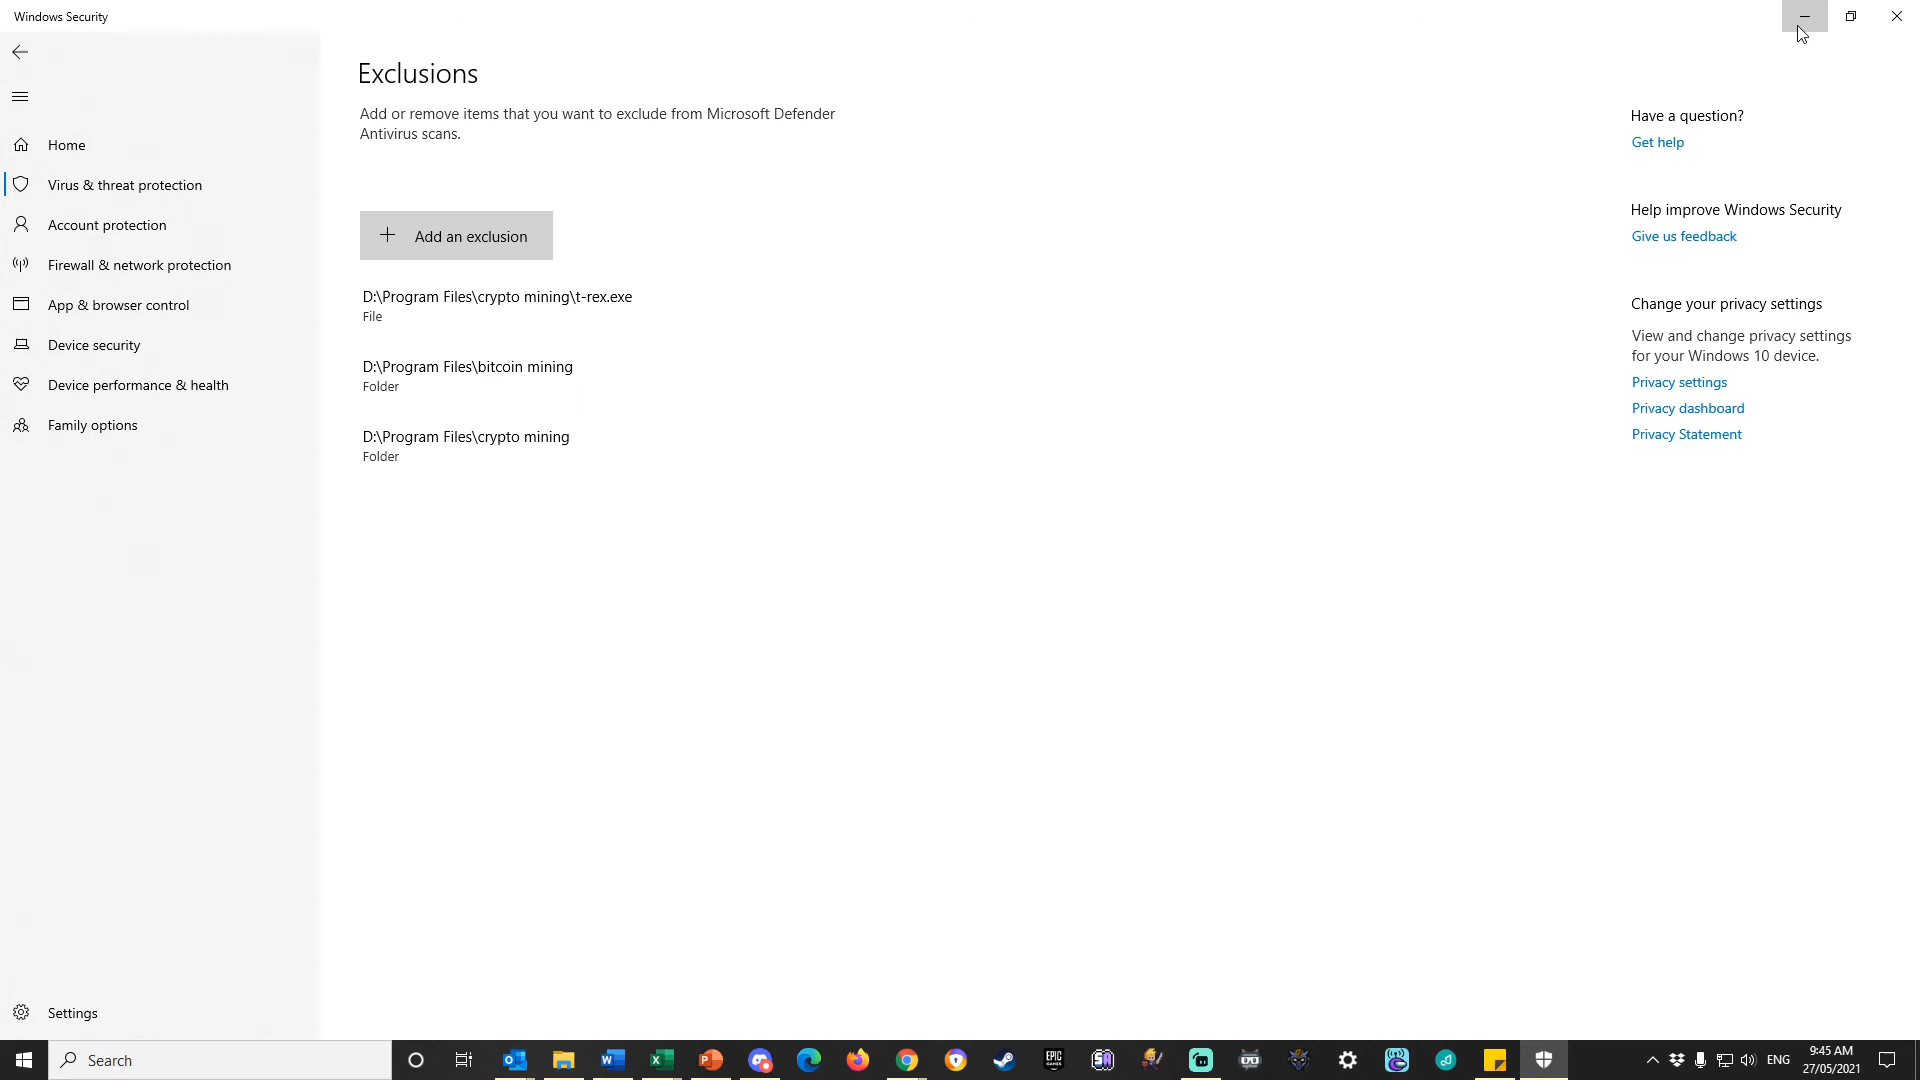 Windows Security
Home
Virus & threat protection
Account protection
Firewall & network protection
App & browser control
Device security
Device performance & health
Family options
Settings
Exclusions
Add or remove items that you want to exclude from Microsoft Defender
Antivirus scans.
Add an exclusion
D:\Program Files\crypto mining\t-rex.exe
File
D:\Program Files\bitcoin mining
Folder
D:\Program Files\crypto mining
Folder
Have a question?
Get help
Help improve Windows Security
Give us feedback
Change your privacy settings
View and change privacy settings
for your Windows 10 device.
Privacy settings
Privacy dashboard
Privacy Statement
Search
EPIC
GAMES
ENG
9:45 AM
27/05/2021